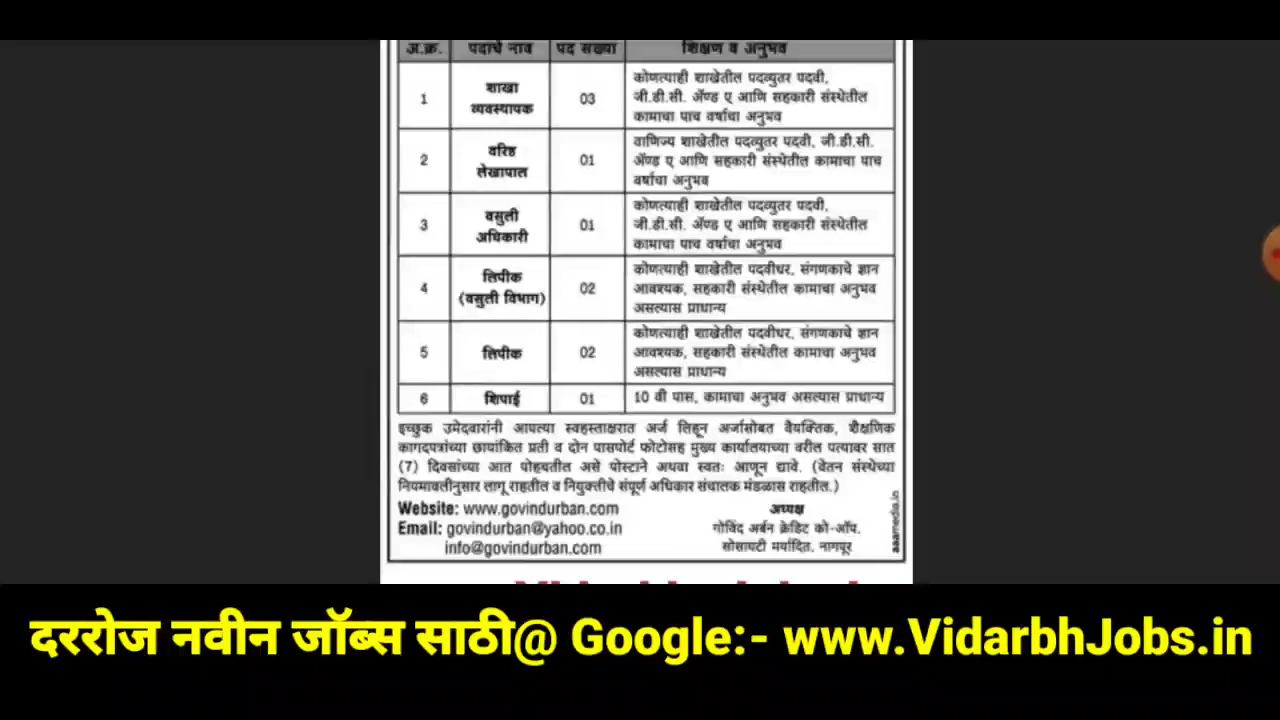 अ.क्र. पदाचे नाव पद संख्या शिक्षण व अनुभव
1 शाखा व्यवस्थापक 03 कोणत्याही शाखेतील पदव्युतर पदवी,
जी.डी.सी. ॲण्ड ए आणि सहकारी संस्थेतील
कामाचा पाच वर्षाचा अनुभव
2 वरिष्ठ लेखापाल 01 वाणिज्य शाखेतील पदव्युतर पदवी, जी.डी.सी.
ॲण्ड ए आणि सहकारी संस्थेतील कामाचा पाच
वर्षाचा अनुभव
3 वसुली अधिकारी 01 कोणत्याही शाखेतील पदव्युतर पदवी,
जी.डी.सी. ॲण्ड ए आणि सहकारी संस्थेतील
कामाचा पाच वर्षाचा अनुभव
4 लिपीक (वसुली विभाग) 02 कोणत्याही शाखेतील पदवीधर, संगणकाचे ज्ञान
आवश्यक, सहकारी संस्थेतील कामाचा अनुभव
असल्यास प्राधान्य
5 लिपीक 02 कोणत्याही शाखेतील पदवीधर, संगणकाचे ज्ञान
आवश्यक, सहकारी संस्थेतील कामाचा अनुभव
असल्यास प्राधान्य
6 शिपाई 01 10 वी पास, कामाचा अनुभव असल्यास प्राधान्य
इच्छुक उमेदवारांनी आपल्या स्वहस्ताक्षरात अर्ज लिहून अर्जासोबत वैयक्तिक, शैक्षणिक
कागदपत्रांच्या छायांकित प्रती व दोन पासपोर्ट फोटोसह मुख्य कार्यालयाच्या वरील पत्यावर सात
(7) दिवसांच्या आत पोहचतील असे पोस्टाने अथवा स्वतः आणून द्यावे. (वेतन संस्थेच्या
नियमावलीनुसार लागू राहतील व नियुक्तीचे संपूर्ण अधिकार संचालक मंडळास राहतील.)
Website: www.govindurban.com
Email: govindurban@yahoo.co.in
info@govindurban.com
अध्यक्ष
गोविंद अर्बन क्रेडिट को-ऑप.
सोसायटी मर्यादित, नागपूर
aaamedia.in
दररोज नवीन जॉब्स साठी@ Google:- www.VidarbhJobs.in